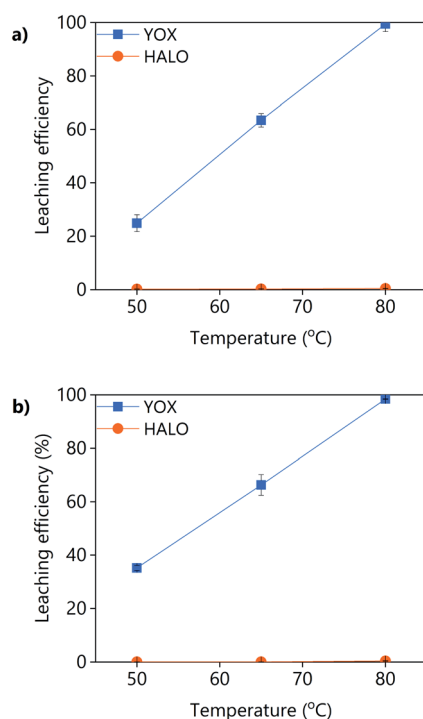 a)
100
80
60
40
20
0
Leaching efficiency
YOX
HALO
50
60
70
80
Temperature (°C)
b)
100
80
60
40
20
0
Leaching efficiency (%)
YOX
HALO
50
60
70
80
Temperature (°C)